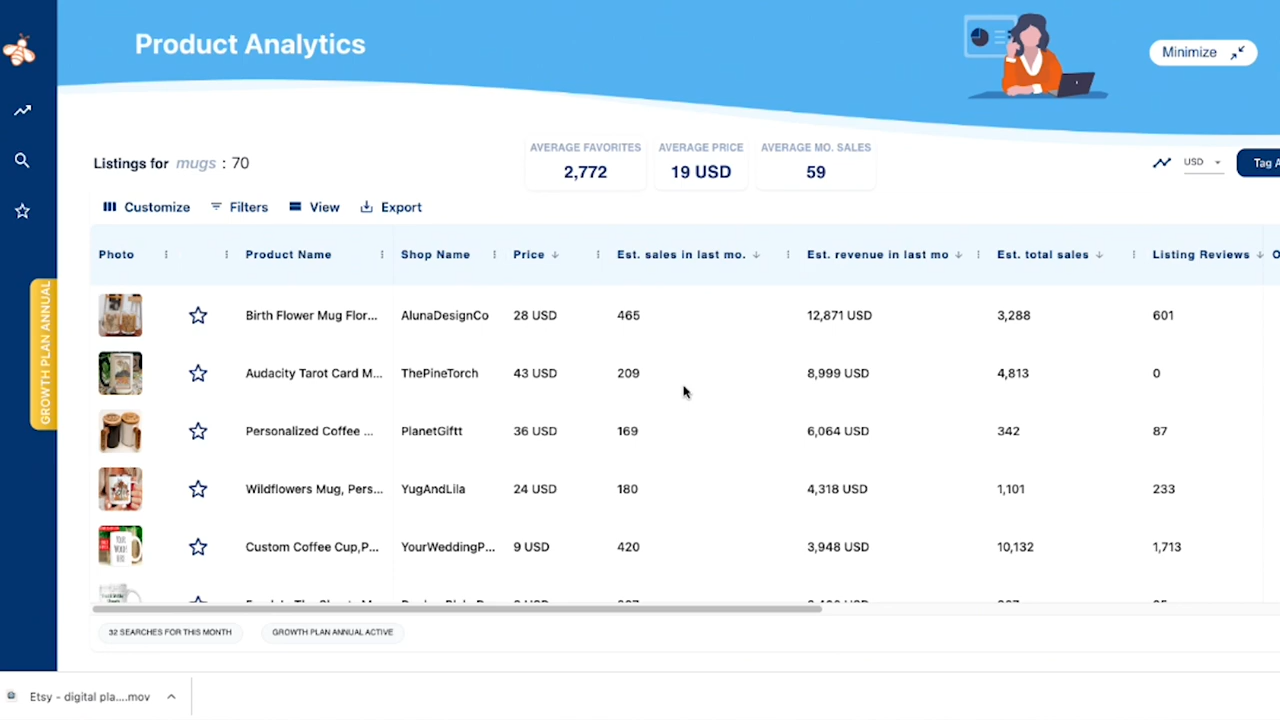 Product Analytics
Minimize
Listings for mugs : 70
AVERAGE FAVORITES
2,772
AVERAGE PRICE
19 USD
AVERAGE MO. SALES
59
USD
Tag A
Customize
Filters
View
Export
Photo Product Name Shop Name Price Est. sales in last mo. Est. revenue in last mo Est. total sales Listing Reviews
Birth Flower Mug Flor... AlunaDesignCo 28 USD 465 12,871 USD 3,288 601
Audacity Tarot Card M... ThePineTorch 43 USD 209 8,999 USD 4,813 0
Personalized Coffee ... PlanetGiftt 36 USD 169 6,064 USD 342 87
Wildflowers Mug, Pers... YugAndLila 24 USD 180 4,318 USD 1,101 233
Custom Coffee Cup,P... YourWeddingP... 9 USD 420 3,948 USD 10,132 1,713
GROWTH PLAN ANNUAL
32 SEARCHES FOR THIS MONTH
GROWTH PLAN ANNUAL ACTIVE
Etsy - digital pla....mov